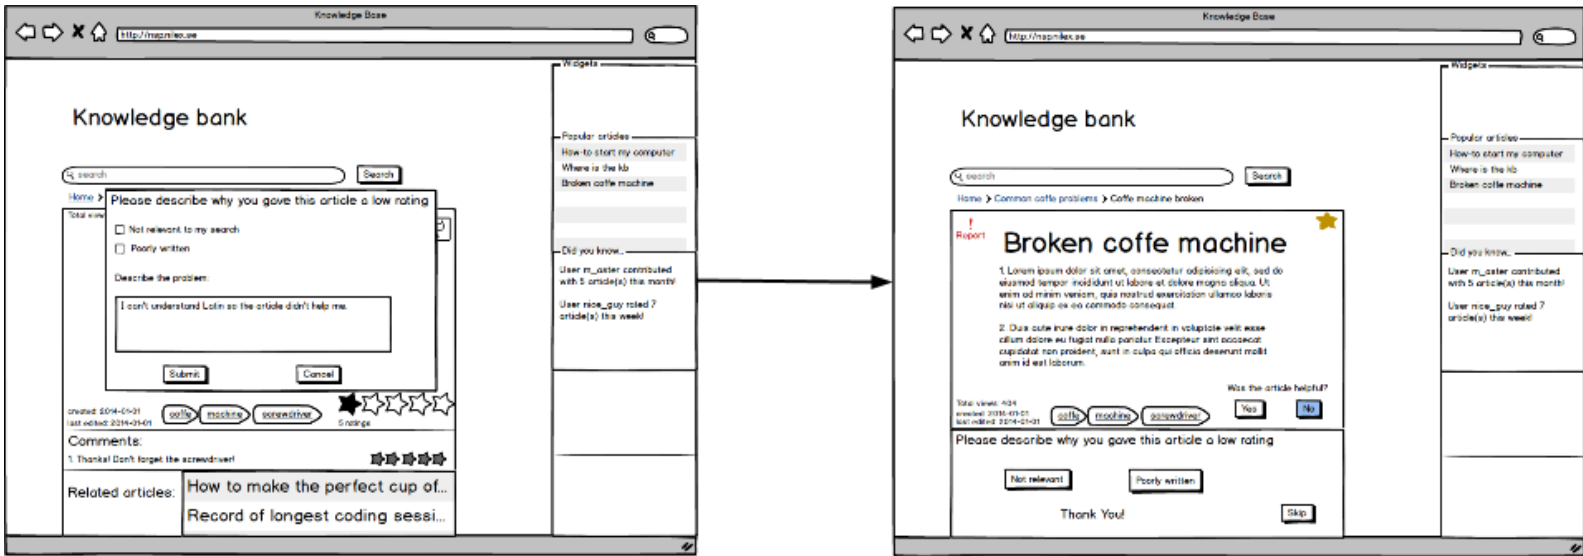 Knowledge Base
http://nsp.nilex.se
Widgets
Knowledge bank
Popular articles
How-to start my computer
Where is the kb
Broken coffe machine
search
Search
Home
Please describe why you gave this article a low rating
Total views
Not relevant to my search
Poorly written
Describe the problem:
I can't understand Latin so the article didn't help me.
Submit
Cancel
Did you know...
User m_aster contributed
with 5 article(s) this month!
User nice_guy rated 7
article(s) this week!
created: 2014-01-01
last edited: 2014-01-01
coffe
machine
screwdriver
5 ratings
Comments:
1. Thanks! Don't forget the screwdriver!
Related articles:
How to make the perfect cup of...
Record of longest coding sessi...
Knowledge Base
http://nsp.nilex.se
Widgets
Knowledge bank
Popular articles
How-to start my computer
Where is the kb
Broken coffe machine
search
Search
Home > Common coffe problems > Coffe machine broken
!
Report
Broken coffe machine
1. Lorem ipsum dolor sit amet, consectetur adipisicing elit, sed do
eiusmod tempor incididunt ut labore et dolore magna aliqua. Ut
enim ad minim veniam, quis nostrud exercitation ullamco laboris
nisi ut aliquip ex ea commodo consequat.
2. Duis aute irure dolor in reprehenderit in voluptate velit esse
cillum dolore eu fugiat nulla pariatur. Excepteur sint occaecat
cupidatat non proident, sunt in culpa qui officia deserunt mollit
anim id est laborum.
Did you know...
User m_aster contributed
with 5 article(s) this month!
User nice_guy rated 7
article(s) this week!
Was the article helpful?
Yes
No
Total views: 404
created: 2014-01-01
last edited: 2014-01-01
coffe
machine
screwdriver
Please describe why you gave this article a low rating
Not relevant
Poorly written
Thank You!
Skip